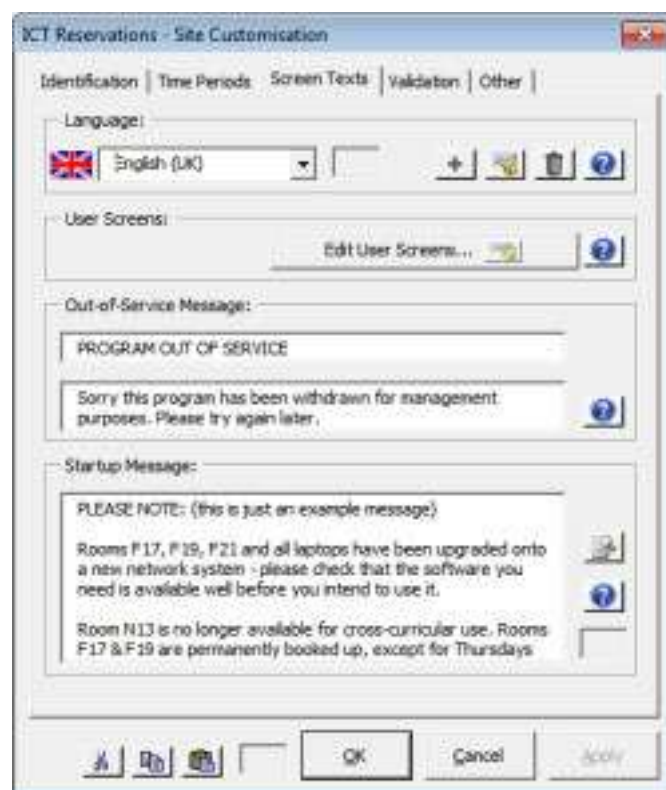 ICT Reservations - Site Customisation
Identification Time Periods Screen Texts Validation Other
Language:
English (UK)
User Screens:
Edit User Screens...
Out-of-Service Message:
PROGRAM OUT OF SERVICE
Sorry this program has been withdrawn for management
purposes. Please try again later.
Startup Message:
PLEASE NOTE: (this is just an example message)
Rooms F17, F19, F21 and all laptops have been upgraded onto
a new network system - please check that the software you
need is available well before you intend to use it.
Room N13 is no longer available for cross-curricular use. Rooms
F17 & F19 are permanently booked up, except for Thursdays
OK Cancel Apply